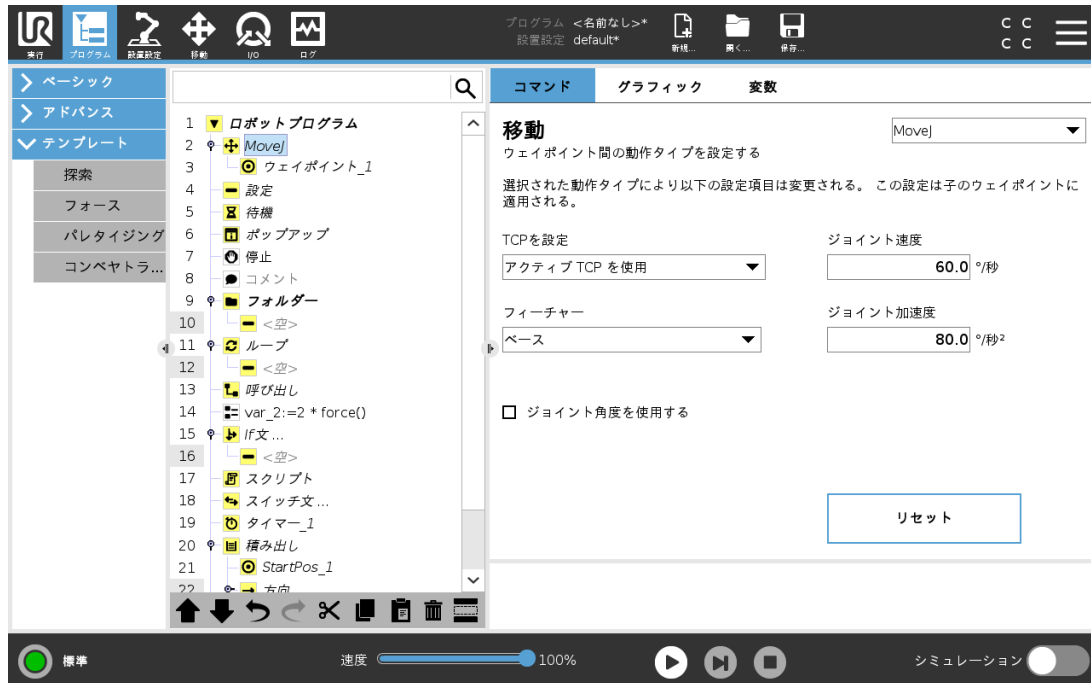 UR
プログラム <名前なし>*
設置設定 default*
実行 プログラム 設置設定 移動 I/O ログ
新規... 開く... 保存...
C C
C C
ベーシック
アドバンス
テンプレート
探索
フォース
パレタイジング
コンベヤトラ...
1 ロボットプログラム
2 MoveJ
3 ウェイポイント_1
4 設定
5 待機
6 ポップアップ
7 停止
8 コメント
9 フォルダー
10 <空>
11 ループ
12 <空>
13 呼び出し
14 var_2:=2 * force()
15 If文 ...
16 <空>
17 スクリプト
18 スイッチ文 ...
19 タイマー_1
20 積み出し
21 StartPos_1
22 方向
コマンド グラフィック 変数
移動
MoveJ
ウェイポイント間の動作タイプを設定する
選択された動作タイプにより以下の設定項目は変更される。 この設定は子のウェイポイントに
適用される。
TCPを設定 ジョイント速度
アクティブ TCP を使用 60.0 °/秒
フィーチャー ジョイント加速度
ベース 80.0 °/秒²
ジョイント角度を使用する
リセット
標準 速度 100% シミュレーション